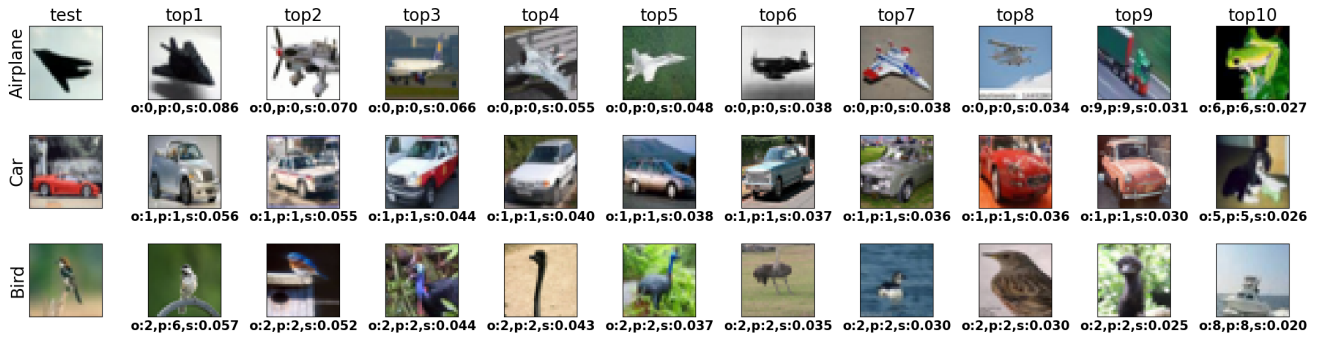 test top1 top2 top3 top4 top5 top6 top7 top8 top9 top10
Airplane
o:0,p:0,s:0.086 o:0,p:0,s:0.070 o:0,p:0,s:0.066 o:0,p:0,s:0.055 o:0,p:0,s:0.048 o:0,p:0,s:0.038 o:0,p:0,s:0.038 o:0,p:0,s:0.034 o:9,p:9,s:0.031 o:6,p:6,s:0.027
Car
o:1,p:1,s:0.056 o:1,p:1,s:0.055 o:1,p:1,s:0.044 o:1,p:1,s:0.040 o:1,p:1,s:0.038 o:1,p:1,s:0.037 o:1,p:1,s:0.036 o:1,p:1,s:0.036 o:1,p:1,s:0.030 o:5,p:5,s:0.026
Bird
o:2,p:6,s:0.057 o:2,p:2,s:0.052 o:2,p:2,s:0.044 o:2,p:2,s:0.043 o:2,p:2,s:0.037 o:2,p:2,s:0.035 o:2,p:2,s:0.030 o:2,p:2,s:0.030 o:2,p:2,s:0.025 o:8,p:8,s:0.020